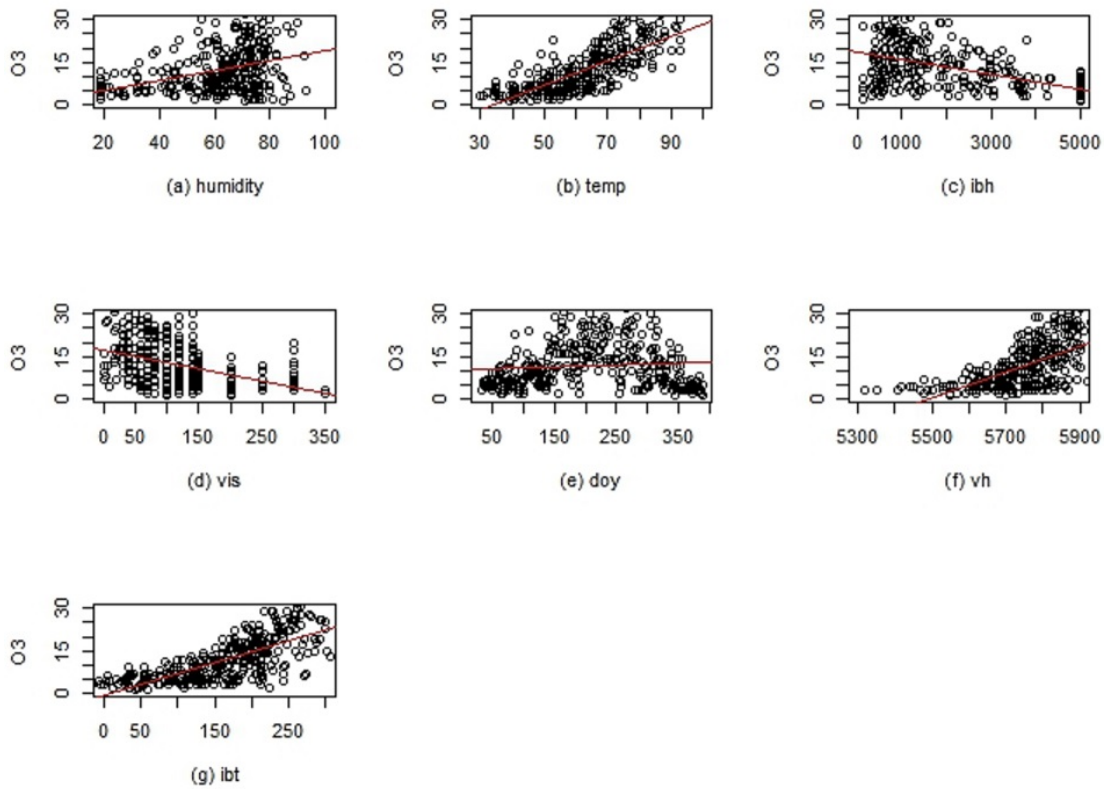 O3
30
15
0
20 40 60 80 100
(a) humidity
O3
30
15
0
30 50 70 90
(b) temp
O3
30
15
0
0 1000 3000 5000
(c) ibh
O3
30
15
0
0 50 150 250 350
(d) vis
O3
30
15
0
50 150 250 350
(e) doy
O3
30
15
0
5300 5500 5700 5900
(f) vh
O3
30
15
0
0 50 150 250
(g) ibt